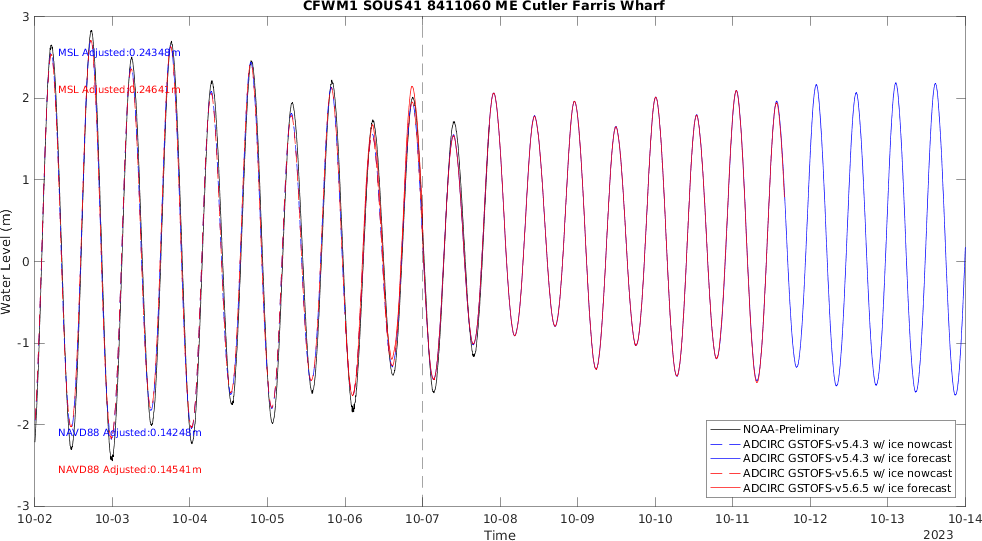 CFWM1 SOUS41 8411060 ME Cutler Farris Wharf
3
2
1
0
-1
-2
-3
Water Level (m)
MSL Adjusted:0.24348m
MSL Adjusted:0.24641m
NAVD88 Adjusted:0.14248m
NAVD88 Adjusted:0.14541m
NOAA-Preliminary
ADCIRC GSTOFS-v5.4.3 w/ ice nowcast
ADCIRC GSTOFS-v5.4.3 w/ ice forecast
ADCIRC GSTOFS-v5.6.5 w/ ice nowcast
ADCIRC GSTOFS-v5.6.5 w/ ice forecast
10-02 10-03 10-04 10-05 10-06 10-07 10-08 10-09 10-10 10-11 10-12 10-13 10-14
Time
2023